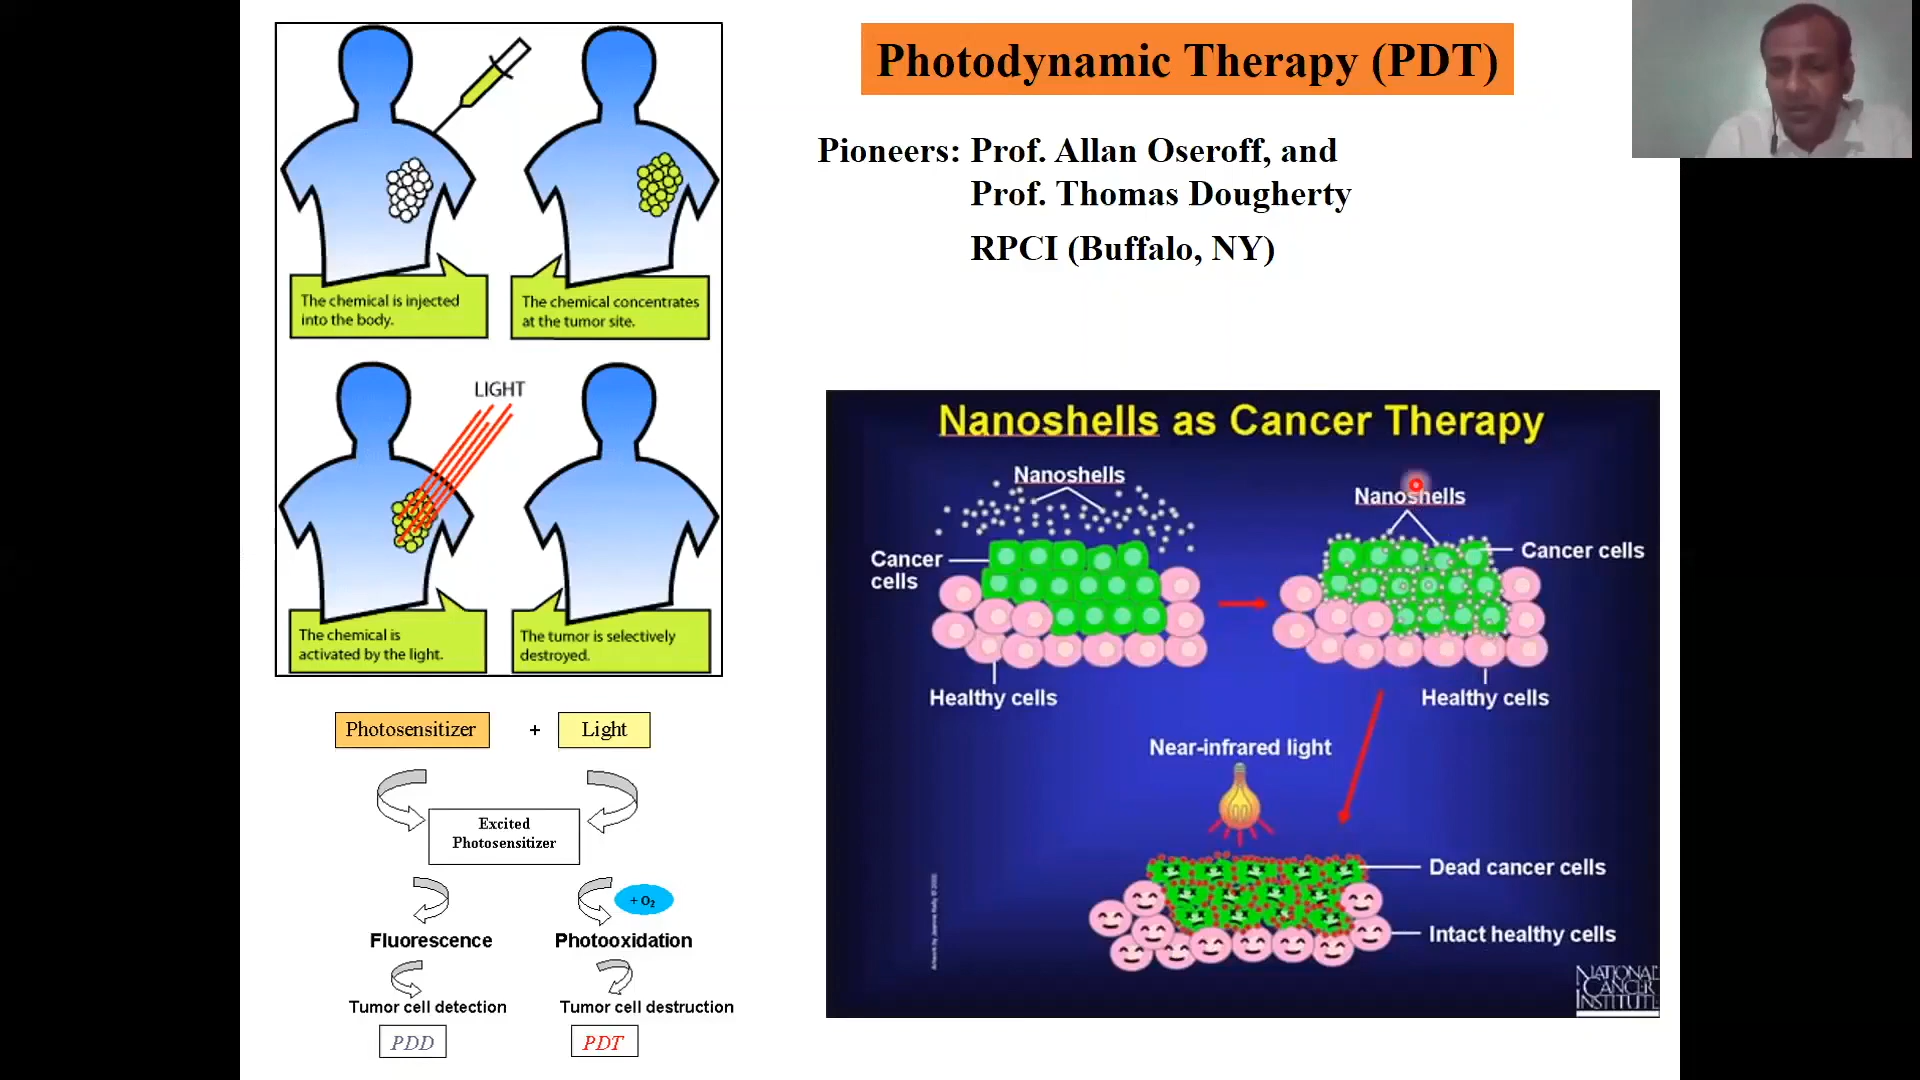 Photodynamic Therapy (PDT)
Pioneers: Prof. Allan Oseroff, and
Prof. Thomas Dougherty
RPCI (Buffalo, NY)
The chemical is injected
into the body.
The chemical concentrates
at the tumor site.
LIGHT
The chemical is
activated by the light.
The tumor is selectively
destroyed.
Photosensitizer
+
Light
Excited
Photosensitizer
+ O₂
Fluorescence
Photooxidation
Tumor cell detection
Tumor cell destruction
PDD
PDT
Nanoshells as Cancer Therapy
Nanoshells
Cancer
cells
Healthy cells
Nanoshells
Cancer cells
Healthy cells
Near-infrared light
Dead cancer cells
Intact healthy cells
NATIONAL
CANCER
INSTITUTE